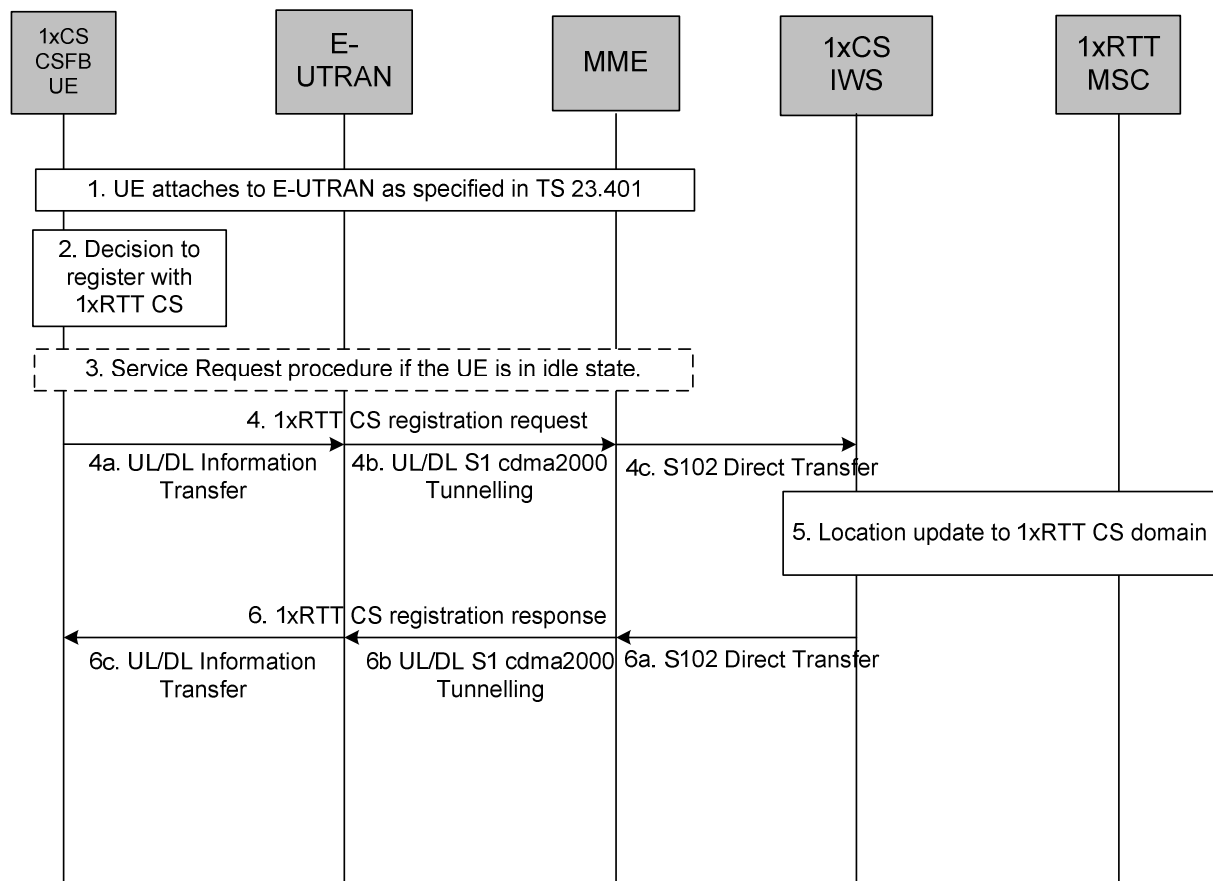 1xCS
CSFB
UE
E-
UTRAN
MME
1xCS
IWS
1xRTT
MSC
1. UE attaches to E-UTRAN as specified in TS 23.401
2. Decision to
register with
1xRTT CS
3. Service Request procedure if the UE is in idle state.
4. 1xRTT CS registration request
4a. UL/DL Information
Transfer
4b. UL/DL S1 cdma2000
Tunnelling
4c. S102 Direct Transfer
5. Location update to 1xRTT CS domain
6. 1xRTT CS registration response
6c. UL/DL Information
Transfer
6b UL/DL S1 cdma2000
Tunnelling
6a. S102 Direct Transfer